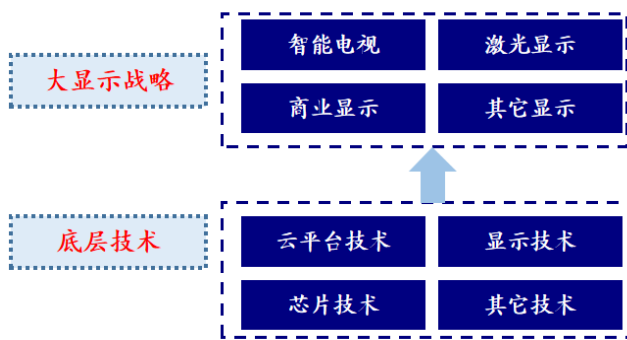 大显示战略
智能电视
激光显示
商业显示
其它显示
底层技术
云平台技术
显示技术
芯片技术
其它技术